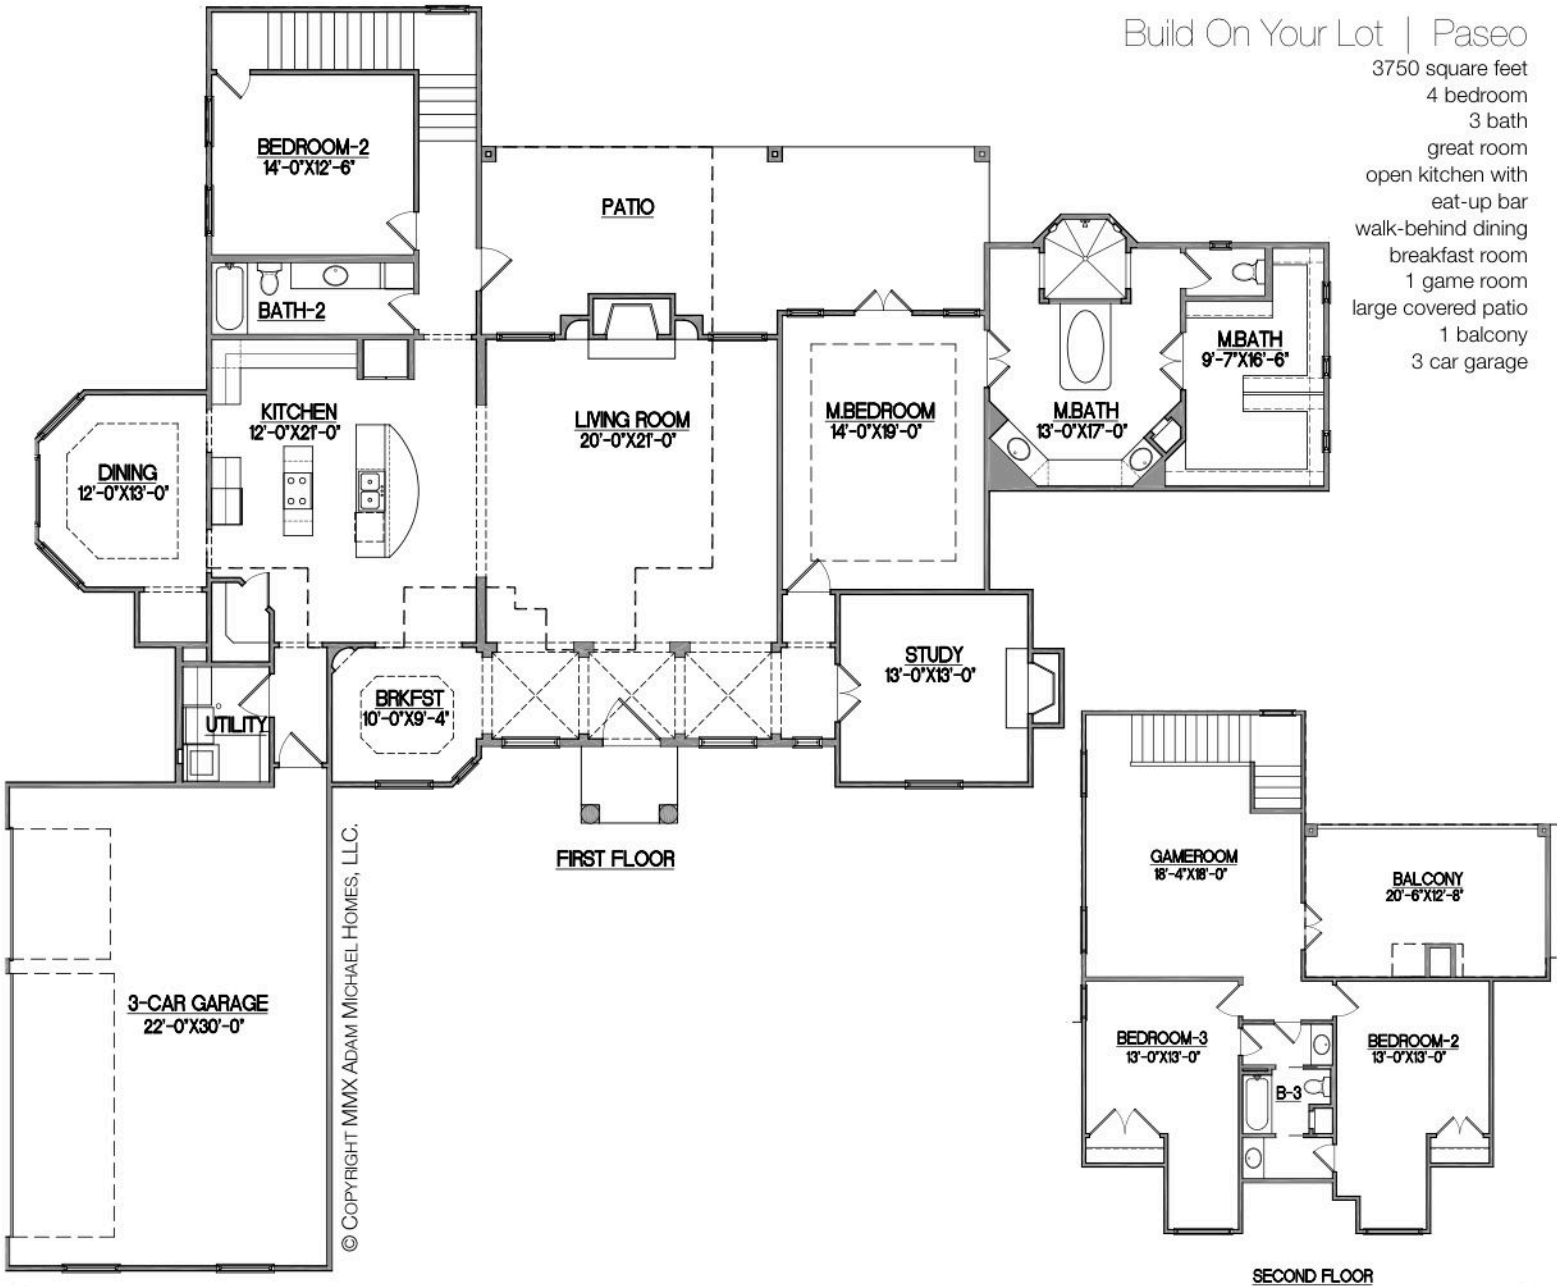 Build On Your Lot | Paseo
3750 square feet
4 bedroom
3 bath
great room
open kitchen with
eat-up bar
walk-behind dining
breakfast room
1 game room
large covered patio
1 balcony
3 car garage
BEDROOM-2
14'-0"X12'-6"
PATIO
BATH-2
M.BATH
9'-7"X16'-6"
KITCHEN
12'-0"X21'-0"
LIVING ROOM
20'-0"X21'-0"
M.BEDROOM
14'-0"X19'-0"
M.BATH
13'-0"X17'-0"
DINING
12'-0"X13'-0"
STUDY
13'-0"X13'-0"
BRKFST
10'-0"X9'-4"
UTILITY
FIRST FLOOR
3-CAR GARAGE
22'-0"X30'-0"
© COPYRIGHT MMX ADAM MICHAEL HOMES, LLC.
GAMEROOM
18'-4"X18'-0"
BALCONY
20'-6"X12'-8"
BEDROOM-3
13'-0"X13'-0"
BEDROOM-2
13'-0"X13'-0"
B-3
SECOND FLOOR